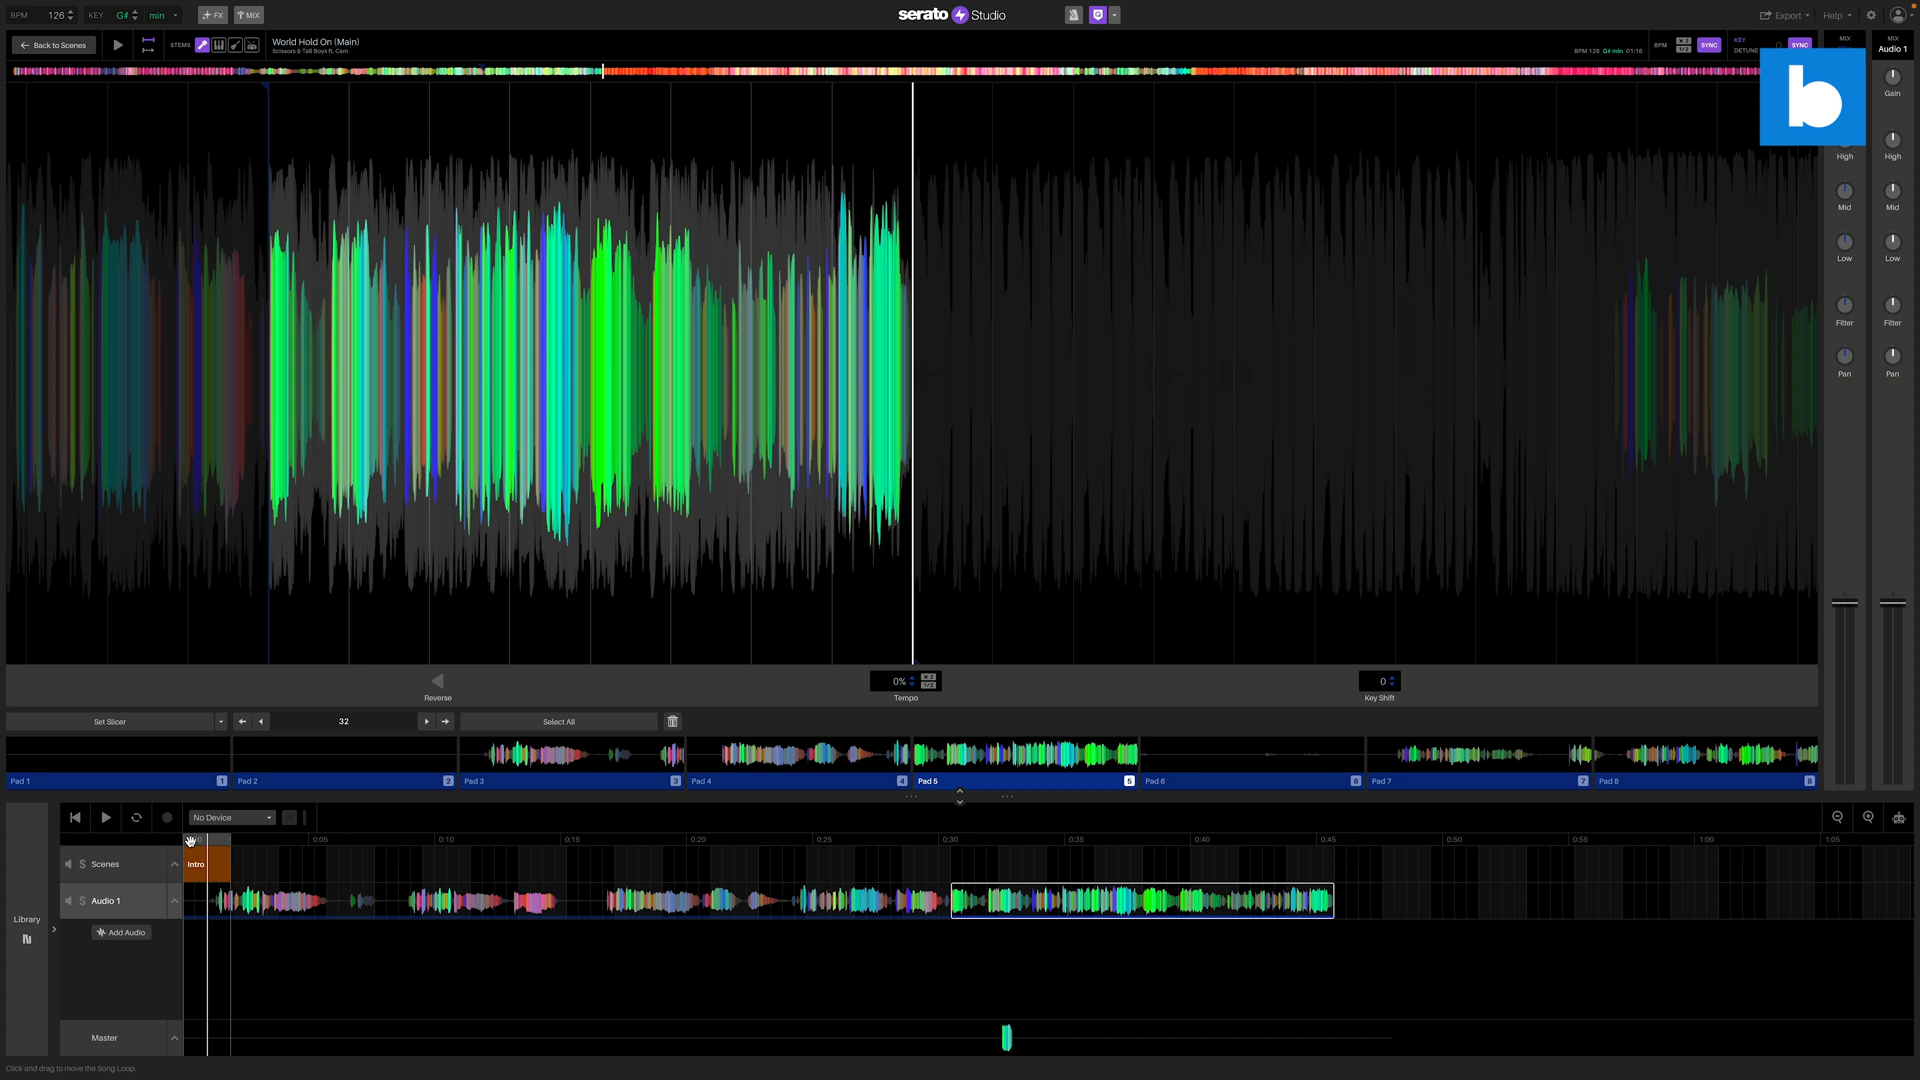 BPM 126 KEY G# min FX MIX
serato Studio
Export Help
Back to Scenes STEMS
World Hold On (Main)
Scissors & Tall Boys ft. Cam
BPM 126 G# min 01:16
BPM X 2 1/2 SYNC
KEY DETUNE 0 SYNC
MIX
MIX
Audio 1
b
Gain
High High
Mid Mid
Low Low
Filter Filter
Pan Pan
Reverse
0% X 2 1/2
Tempo
0
Key Shift
Set Slicer 32 Select All
Pad 1 1 Pad 2 2 Pad 3 3 Pad 4 4 Pad 5 5 Pad 6 6 Pad 7 7 Pad 8 8
No Device
0:05 0:10 0:15 0:20 0:25 0:30 0:35 0:40 0:45 0:50 0:55 1:00 1:05
S Scenes Intro
S Audio 1
Library
Add Audio
Master
Click and drag to move the Song Loop.